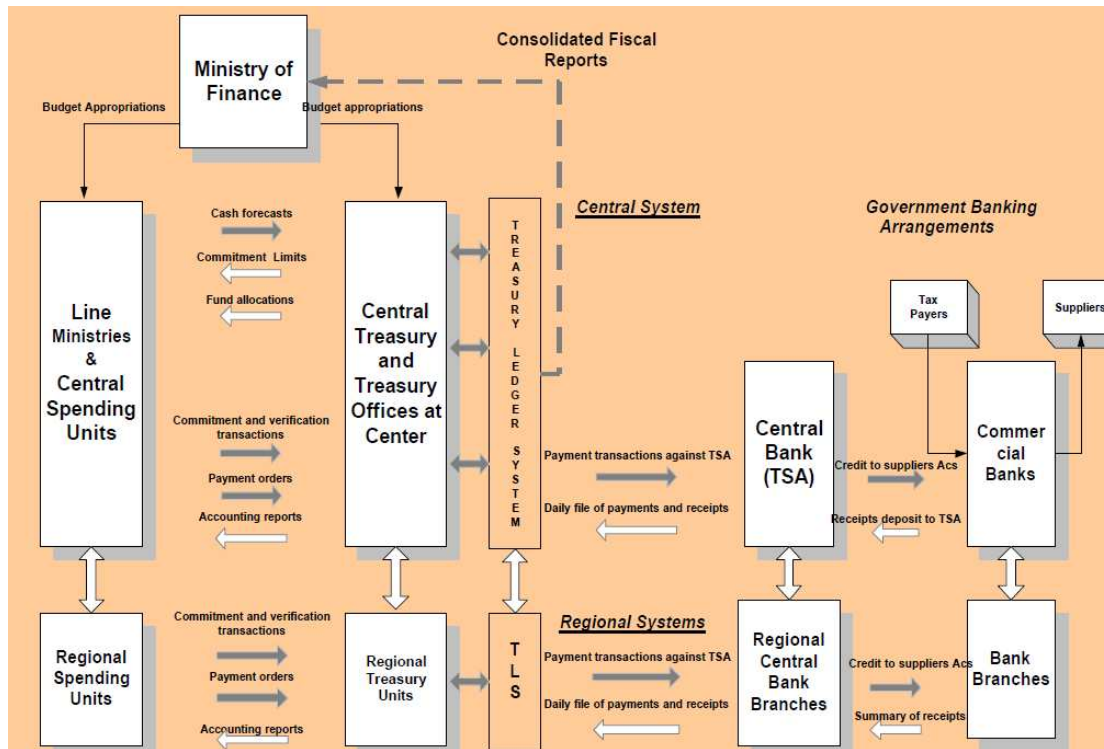 Consolidated Fiscal
Reports
Ministry of
Finance
Budget Appropriations
Budget appropriations
Cash forecasts
Commitment Limits
Fund allocations
Line
Ministries
&
Central
Spending
Units
Commitment and verification
transactions
Payment orders
Accounting reports
Central
Treasury
and
Treasury
Offices at
Center
TREASURY LEDGER SYSTEM
Central System
Government Banking
Arrangements
Tax
Payers
Suppliers
Payment transactions against TSA
Daily file of payments and receipts
Central
Bank
(TSA)
Credit to suppliers Acs
Receipts deposit to TSA
Commer
cial
Banks
Regional
Spending
Units
Commitment and verification
transactions
Payment orders
Accounting reports
Regional
Treasury
Units
TLS
Regional Systems
Payment transactions against TSA
Daily file of payments and receipts
Regional
Central
Bank
Branches
Credit to suppliers Acs
Summary of receipts
Bank
Branches